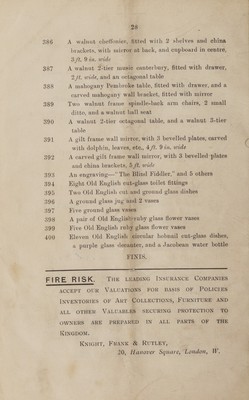 28
386 A walnut cheffonier, fitted with 2 shelves and china
brackets, with mirror at back, and cupboard in centre,
3 ft. 9 in. wide
387 A walnut 2-tier music canterbury, fitted with drawer,
2 ft. wide, and an octagonal table
388 A mahogany Pembroke table, fitted with drawer, and a
carved mahogany wall bracket, fitted with mirror
389 Two walnut frame spindle-back arm chairs, 2 small
ditto, and a walnut hall seat
390 A walnut 2-tier octagonal table, and a walnut 3-tier
table
391 A gilt frame wall mirror, with 3 bevelled plates, carved
with dolphin, leaves, etc., 4 ft. 9 in. wide
392 A carved gilt frame wall mirror, with 3 bevelled plates
and china brackets, 5 ft. wide
393 An engraving—"The Blind Fiddler," and 5 others
394 Eight Old English cut-glass toilet fittings
395 Two Old English cut and ground glass dishes
396 A ground glass jug and 2 vases
397 Five ground glass vases
398 A pair of Old English ruby glass flower vases
399 Five Old English ruby glass flower vases
400 Eleven Old English circular hobnail cut-glass dishes,
a purple glass decanter, and a Jacobean water bottle
FINIS.
FIRE RISK. THE LEADING INSURANCE COMPANIES
ACCEPT OUR VALUATIONS FOR BASIS OF POLICIES
INVENTORIES OF ART COLLECTIONS, FURNITURE AND
ALL OTHER VALUABLES SECURING PROTECTION TO
OWNERS ARE PREPARED IN ALL PARTS OF THE
KINGDOM.
KNIGHT, FRANK & RUTLEY,
20, Hanover Square, London, W.